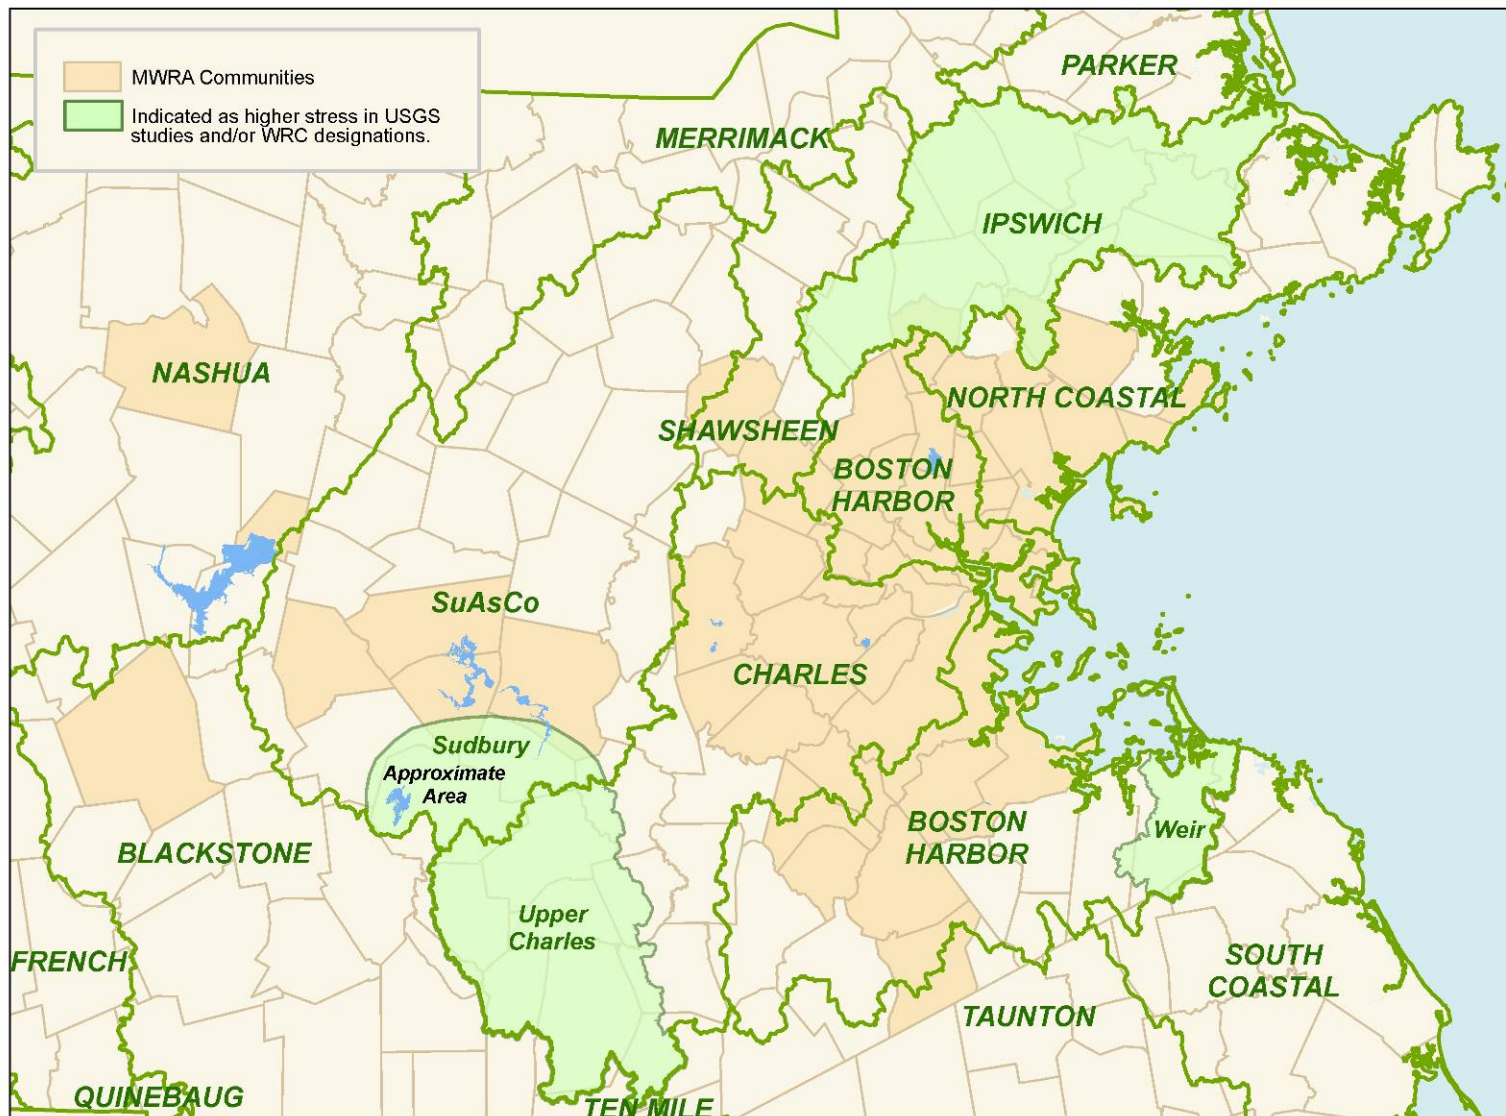 MWRA Communities
Indicated as higher stress in USGS
studies and/or WRC designations.
PARKER
MERRIMACK
IPSWICH
NASHUA
NORTH COASTAL
SHAWSHEEN
BOSTON
HARBOR
SuAsCo
CHARLES
Sudbury
Approximate
Area
BOSTON
HARBOR
Weir
BLACKSTONE
Upper
Charles
FRENCH
SOUTH
COASTAL
TAUNTON
QUINEBAUG
TEN MILE